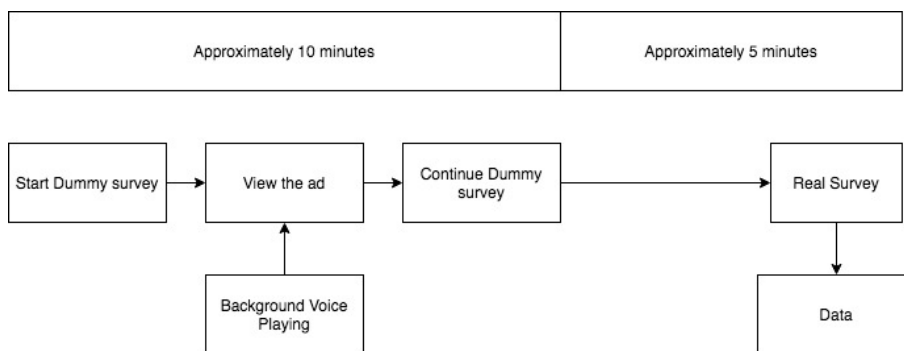 Approximately 10 minutes
Approximately 5 minutes
Start Dummy survey
View the ad
Continue Dummy
survey
Real Survey
Background Voice
Playing
Data